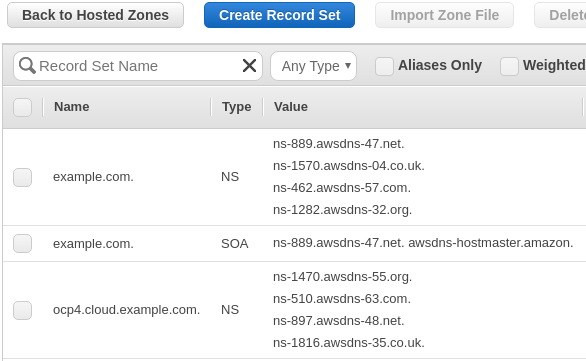 Back to Hosted Zones Create Record Set Import Zone File Delete
Record Set Name Any Type Aliases Only Weighted
Name Type Value
ns-889.awsdns-47.net.
ns-1570.awsdns-04.co.uk.
example.com. NS
ns-462.awsdns-57.com.
ns-1282.awsdns-32.org.
example.com. SOA ns-889.awsdns-47.net. awsdns-hostmaster.amazon.
ns-1470.awsdns-55.org.
ns-510.awsdns-63.com.
ocp4.cloud.example.com. NS
ns-897.awsdns-48.net.
ns-1816.awsdns-35.co.uk.